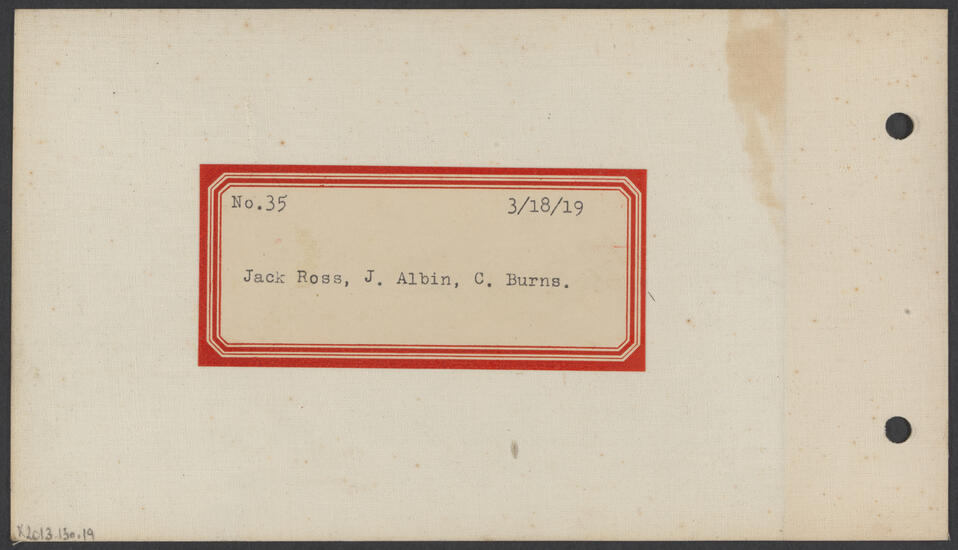 No.35 3/18/19
Jack Ross, J. Albin, C. Burns.
X2013.130.19